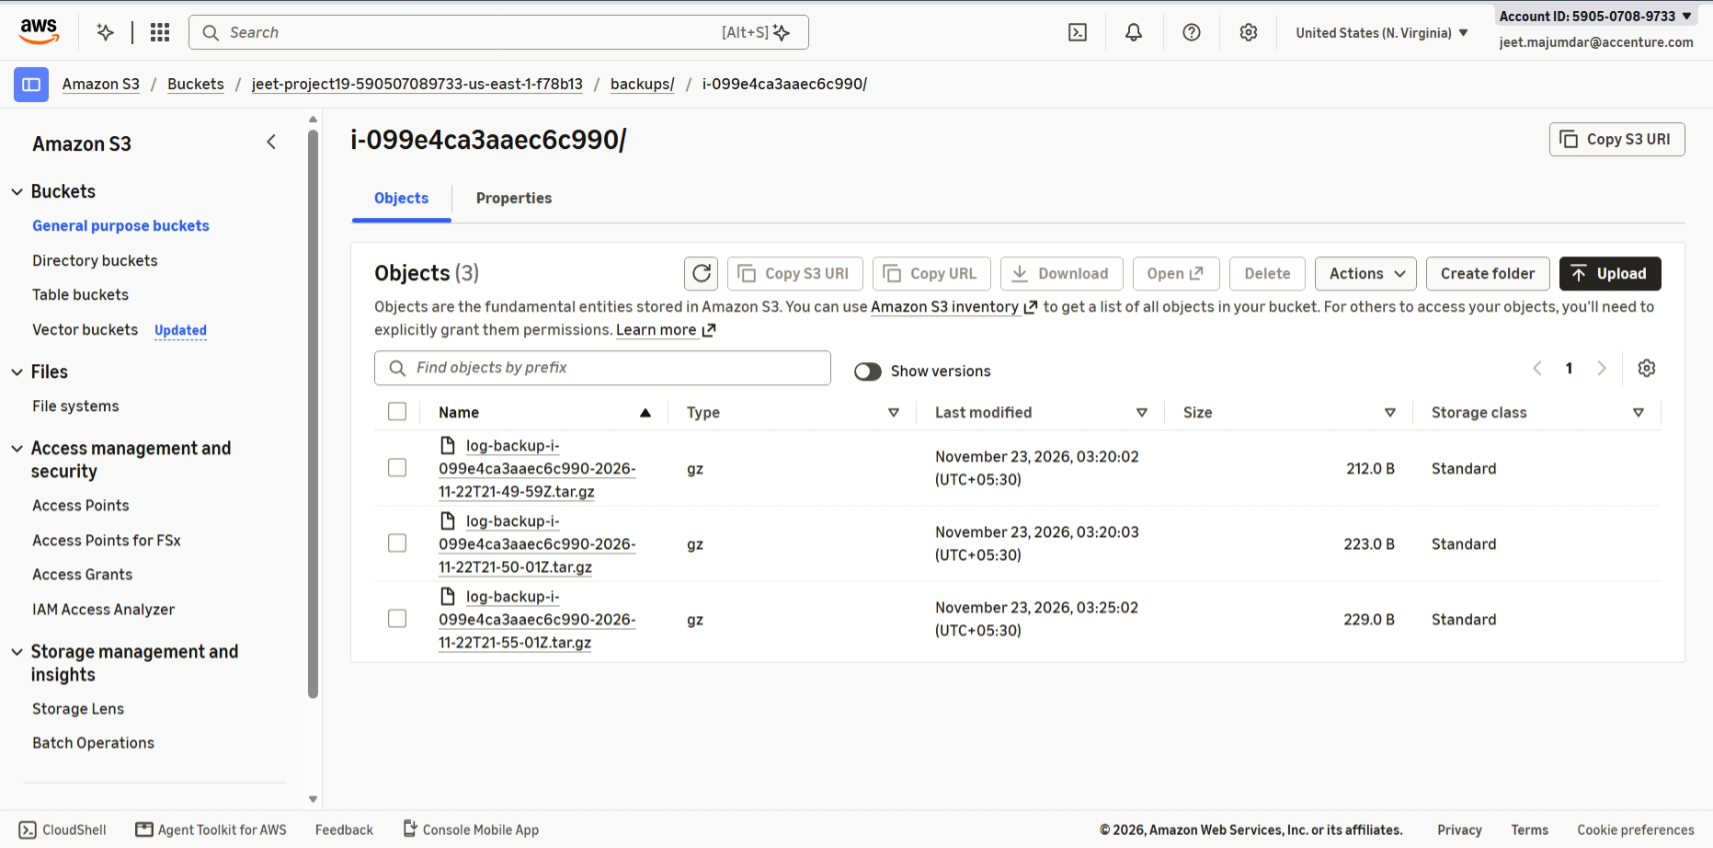 aws
Search
[Alt+S]
United States (N. Virginia)
Account ID: 5905-0708-9733
jeet.majumdar@accenture.com
Amazon S3 / Buckets / jeet-project19-590507089733-us-east-1-f78b13 / backups/ / i-099e4ca3aaec6c990/
Amazon S3
Buckets
General purpose buckets
Directory buckets
Table buckets
Vector buckets Updated
Files
File systems
Access management and
security
Access Points
Access Points for FSx
Access Grants
IAM Access Analyzer
Storage management and
insights
Storage Lens
Batch Operations
i-099e4ca3aaec6c990/
Copy S3 URI
Objects
Properties
Objects (3)
Copy S3 URI
Copy URL
Download
Open
Delete
Actions
Create folder
Upload
Objects are the fundamental entities stored in Amazon S3. You can use Amazon S3 inventory to get a list of all objects in your bucket. For others to access your objects, you'll need to
explicitly grant them permissions. Learn more
Find objects by prefix
Show versions
1
Name Type Last modified Size Storage class
log-backup-i-
099e4ca3aaec6c990-2026-
11-22T21-49-59Z.tar.gz
gz
November 23, 2026, 03:20:02
(UTC+05:30)
212.0 B
Standard
log-backup-i-
099e4ca3aaec6c990-2026-
11-22T21-50-01Z.tar.gz
gz
November 23, 2026, 03:20:03
(UTC+05:30)
223.0 B
Standard
log-backup-i-
099e4ca3aaec6c990-2026-
11-22T21-55-01Z.tar.gz
gz
November 23, 2026, 03:25:02
(UTC+05:30)
229.0 B
Standard
CloudShell
Agent Toolkit for AWS
Feedback
Console Mobile App
© 2026, Amazon Web Services, Inc. or its affiliates.
Privacy
Terms
Cookie preferences